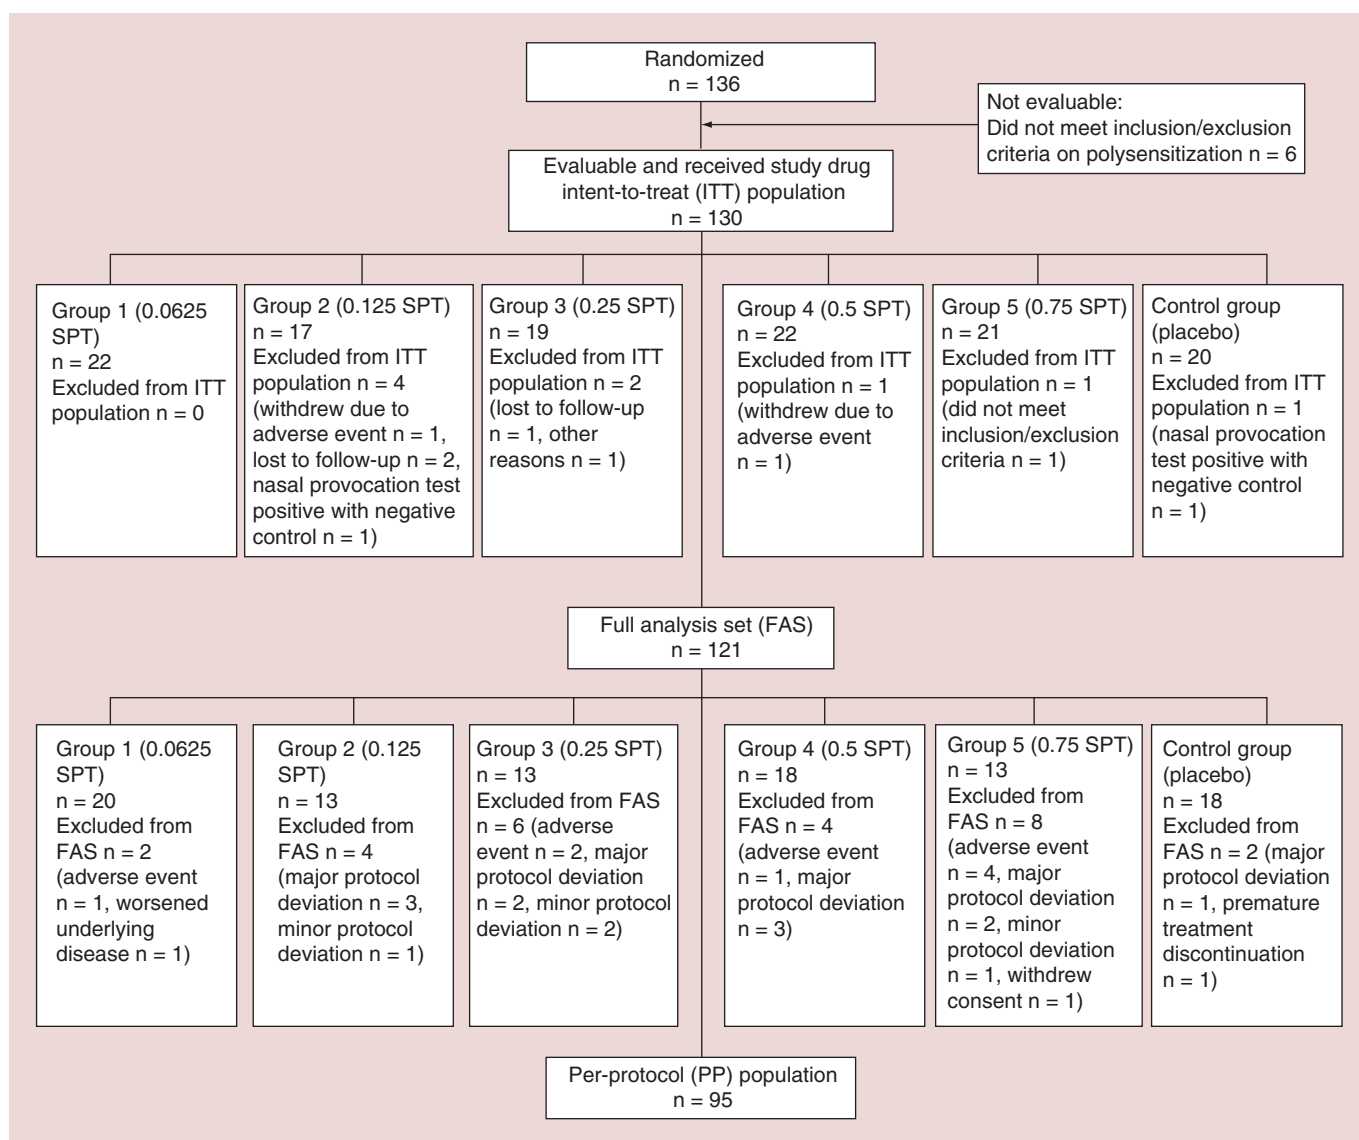 Randomized
n = 136
Not evaluable:
Did not meet inclusion/exclusion
criteria on polysensitization n = 6
Evaluable and received study drug
intent-to-treat (ITT) population
n = 130
Group 1 (0.0625
SPT)
n = 22
Excluded from ITT
population n = 0
Group 2 (0.125 SPT)
n = 17
Excluded from ITT
population n = 4
(withdrew due to
adverse event n = 1,
lost to follow-up n = 2,
nasal provocation test
positive with negative
control n = 1)
Group 3 (0.25 SPT)
n = 19
Excluded from ITT
population n = 2
(lost to follow-up
n = 1, other
reasons n = 1)
Group 4 (0.5 SPT)
n = 22
Excluded from ITT
population n = 1
(withdrew due to
adverse event
n = 1)
Group 5 (0.75 SPT)
n = 21
Excluded from ITT
population n = 1
(did not meet
inclusion/exclusion
criteria n = 1)
Control group
(placebo)
n = 20
Excluded from ITT
population n = 1
(nasal provocation
test positive with
negative control
n = 1)
Full analysis set (FAS)
n = 121
Group 1 (0.0625
SPT)
n = 20
Excluded from
FAS n = 2
(adverse event
n = 1, worsened
underlying
disease n = 1)
Group 2 (0.125
SPT)
n = 13
Excluded from
FAS n = 4
(major protocol
deviation n = 3,
minor protocol
deviation n = 1)
Group 3 (0.25 SPT)
n = 13
Excluded from FAS
n = 6 (adverse
event n = 2, major
protocol deviation
n = 2, minor protocol
deviation n = 2)
Group 4 (0.5 SPT)
n = 18
Excluded from
FAS n = 4
(adverse event
n = 1, major
protocol deviation
n = 3)
Group 5 (0.75 SPT)
n = 13
Excluded from
FAS n = 8
(adverse event
n = 4, major
protocol deviation
n = 2, minor
protocol deviation
n = 1, withdrew
consent n = 1)
Control group
(placebo)
n = 18
Excluded from
FAS n = 2 (major
protocol deviation
n = 1, premature
treatment
discontinuation
n = 1)
Per-protocol (PP) population
n = 95